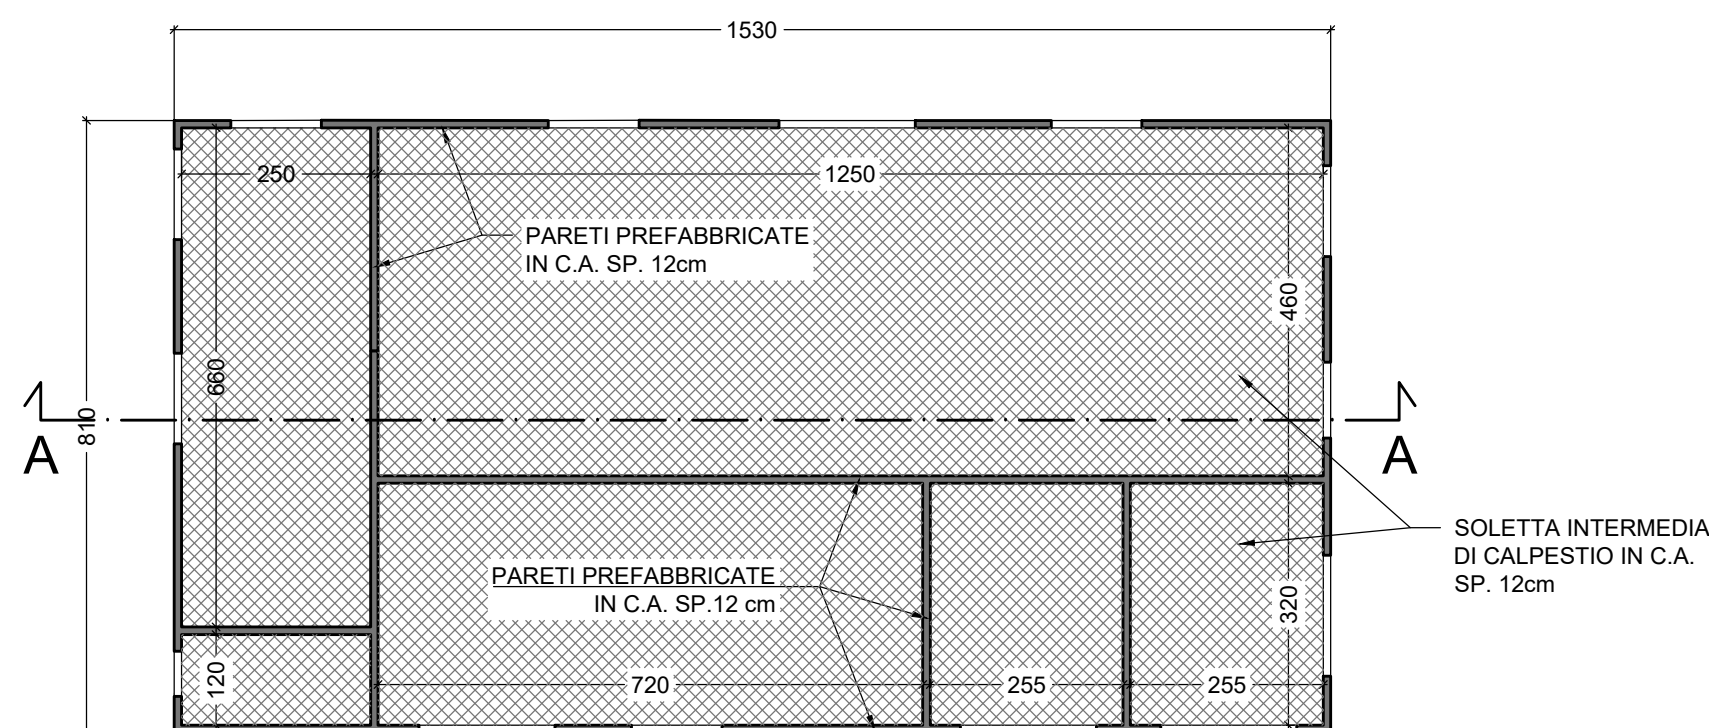 1530
250
1250
PARETI PREFABBRICATE
IN C.A. SP. 12cm
460
660
810
A
A
SOLETTA INTERMEDIA
DI CALPESTIO IN C.A.
SP. 12cm
PARETI PREFABBRICATE
IN C.A. SP.12 cm
320
120
720
255
255